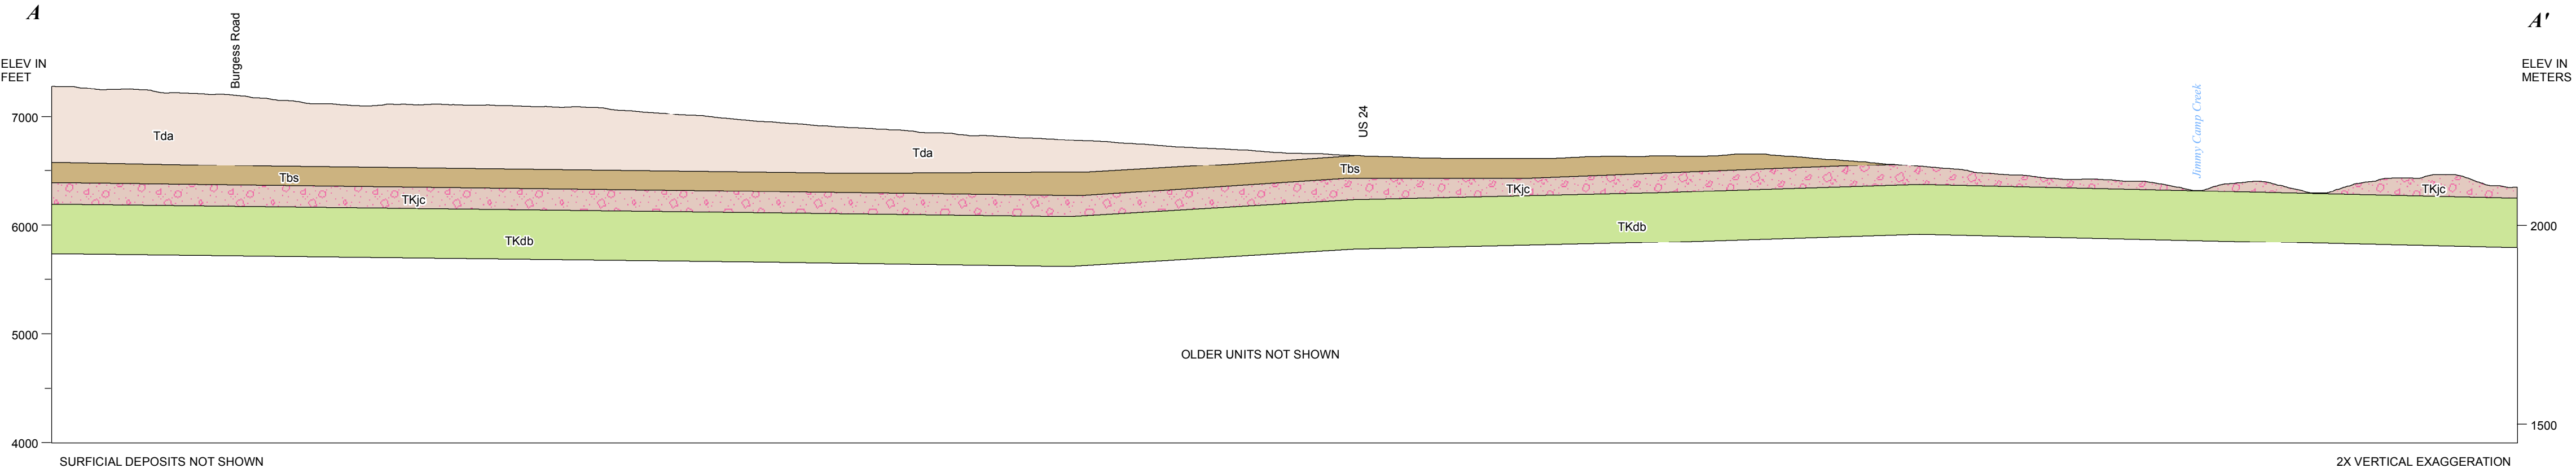 A
A'
Burgess Road
ELEV IN
FEET
ELEV IN
METERS
US 24
Jimmy Camp Creek
7000
Tda
Tda
Tbs
Tbs
TKjc
TKjc
TKjc
6000
2000
TKdb
TKdb
5000
OLDER UNITS NOT SHOWN
4000
1500
SURFICIAL DEPOSITS NOT SHOWN
2X VERTICAL EXAGGERATION